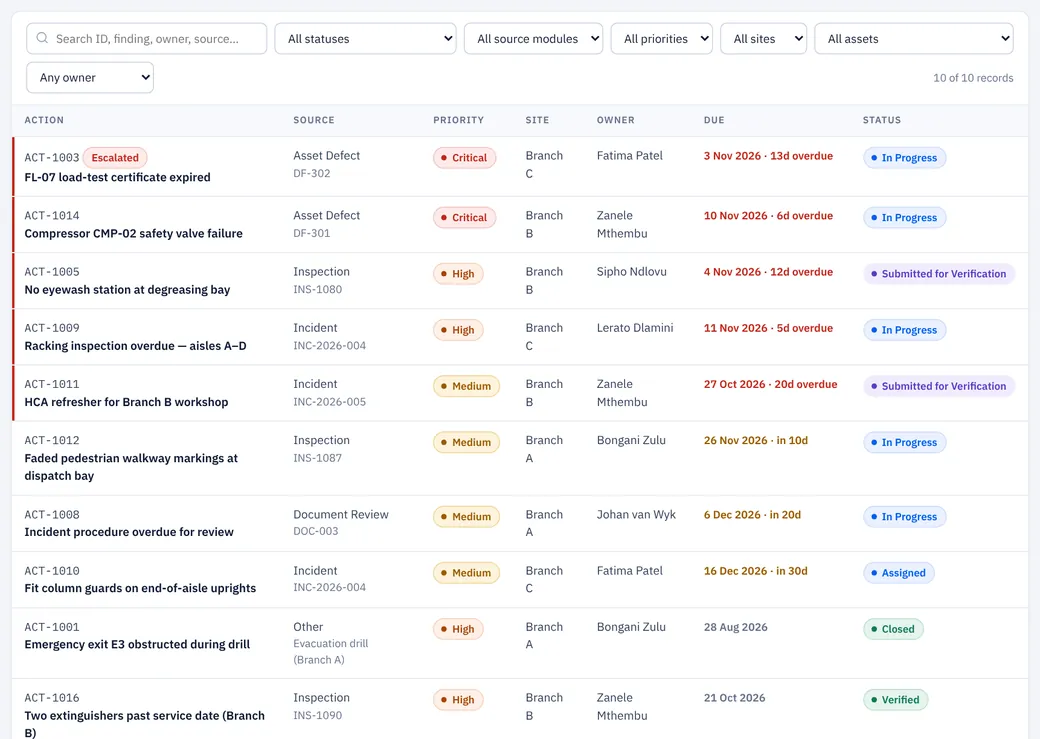 Search ID, finding, owner, source...
All statuses
All source modules
All priorities
All sites
All assets
Any owner
10 of 10 records
ACTION SOURCE PRIORITY SITE OWNER DUE STATUS
ACT-1003 Escalated
FL-07 load-test certificate expired
Asset Defect
DF-302
Critical
Branch
C
Fatima Patel
3 Nov 2026 · 13d overdue
In Progress
ACT-1014
Compressor CMP-02 safety valve failure
Asset Defect
DF-301
Critical
Branch
B
Zanele
Mthembu
10 Nov 2026 · 6d overdue
In Progress
ACT-1005
No eyewash station at degreasing bay
Inspection
INS-1080
High
Branch
B
Sipho Ndlovu
4 Nov 2026 · 12d overdue
Submitted for Verification
ACT-1009
Racking inspection overdue — aisles A–D
Incident
INC-2026-004
High
Branch
C
Lerato Dlamini
11 Nov 2026 · 5d overdue
In Progress
ACT-1011
HCA refresher for Branch B workshop
Incident
INC-2026-005
Medium
Branch
B
Zanele
Mthembu
27 Oct 2026 · 20d overdue
Submitted for Verification
ACT-1012
Faded pedestrian walkway markings at
dispatch bay
Inspection
INS-1087
Medium
Branch
A
Bongani Zulu
26 Nov 2026 · in 10d
In Progress
ACT-1008
Incident procedure overdue for review
Document Review
DOC-003
Medium
Branch
A
Johan van Wyk
6 Dec 2026 · in 20d
In Progress
ACT-1010
Fit column guards on end-of-aisle uprights
Incident
INC-2026-004
Medium
Branch
C
Fatima Patel
16 Dec 2026 · in 30d
Assigned
ACT-1001
Emergency exit E3 obstructed during drill
Other
Evacuation drill
(Branch A)
High
Branch
A
Bongani Zulu
28 Aug 2026
Closed
ACT-1016
Two extinguishers past service date (Branch
B)
Inspection
INS-1090
High
Branch
B
Zanele
Mthembu
21 Oct 2026
Verified